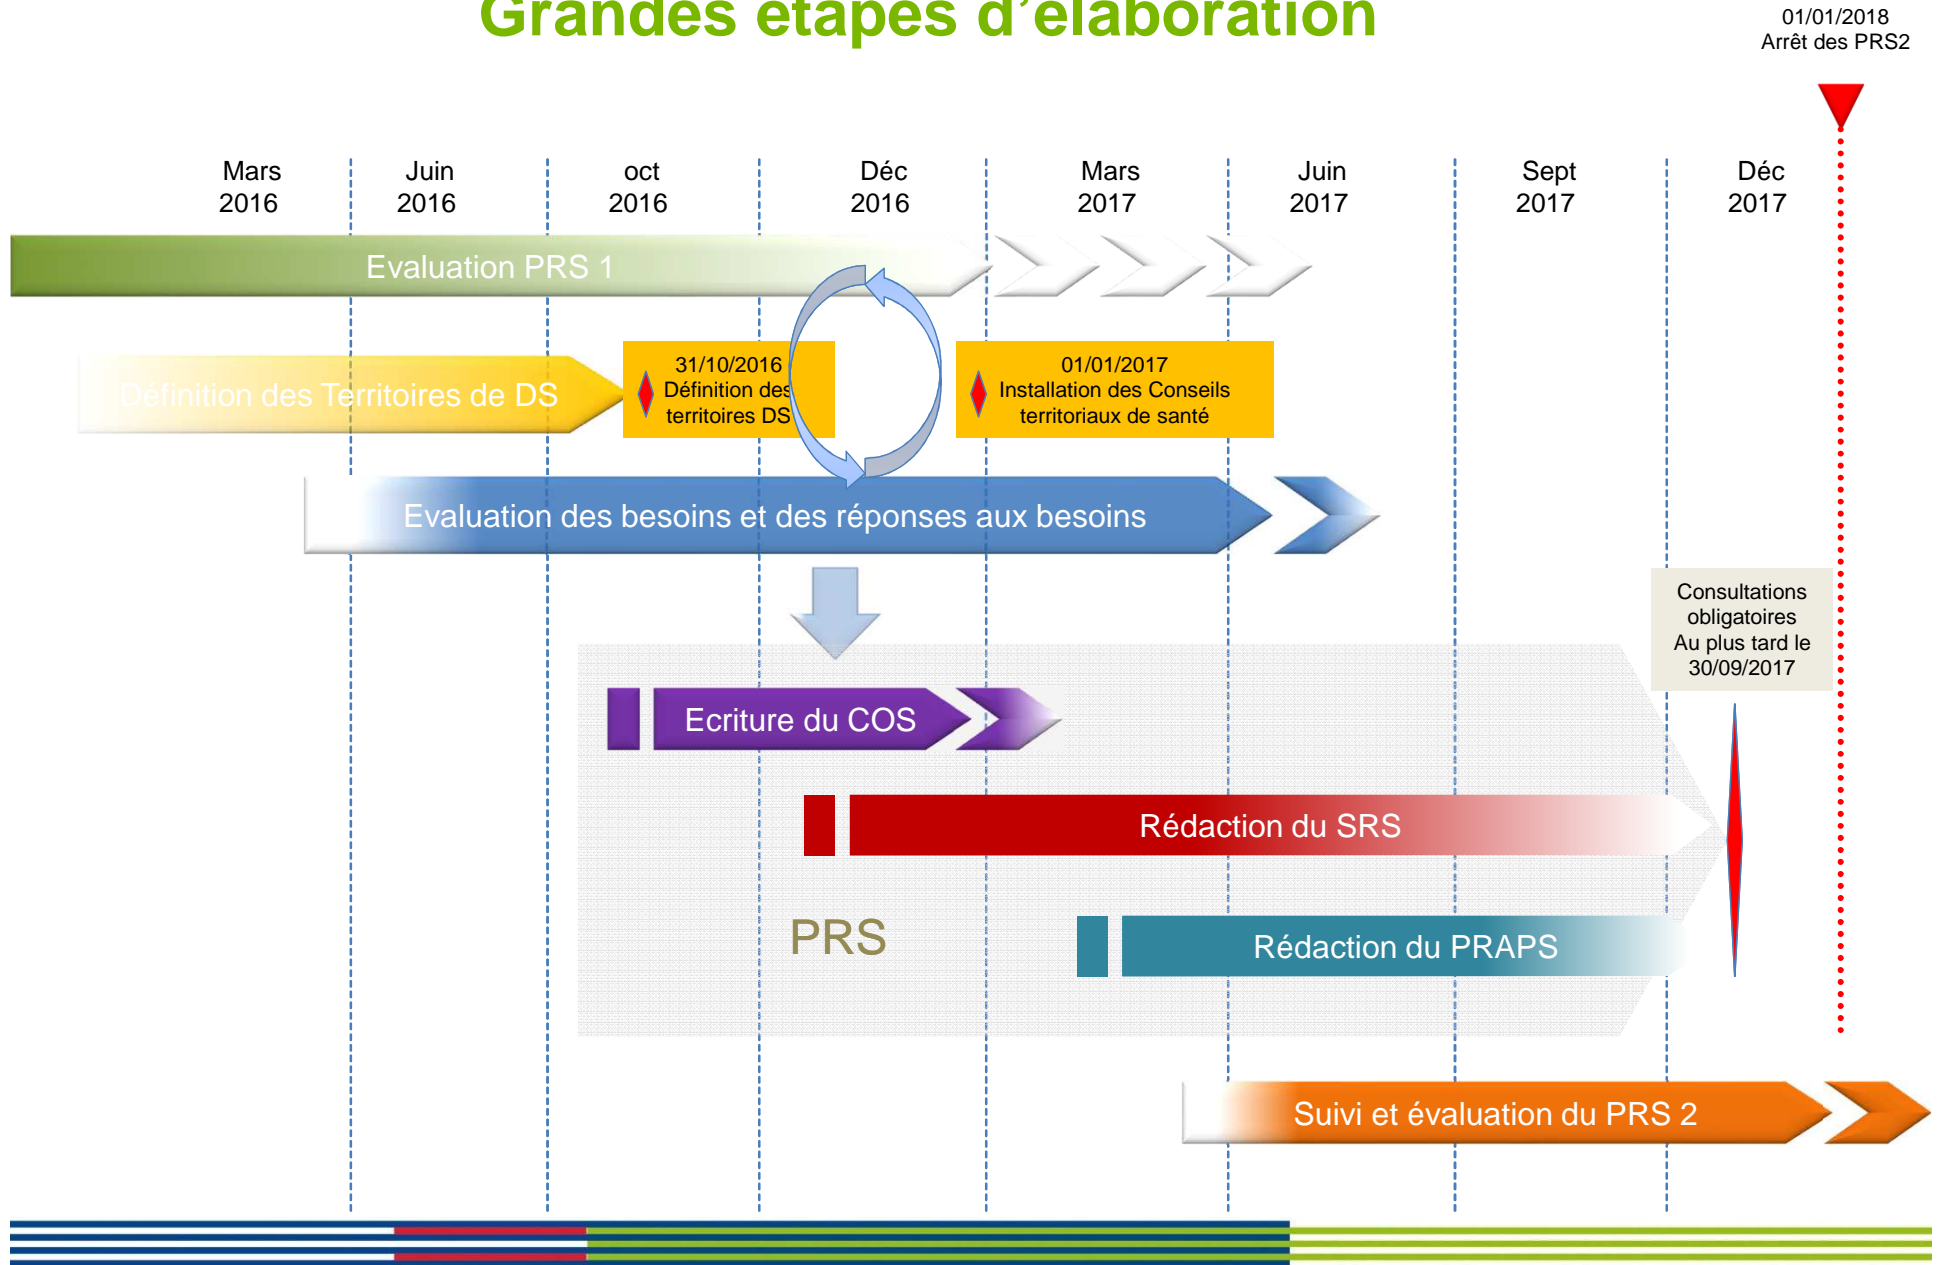 Grandes étapes d'élaboration
01/01/2018
Arrêt des PRS2
Mars
2016
Juin
2016
oct
2016
Déc
2016
Mars
2017
Juin
2017
Sept
2017
Déc
2017
Evaluation PRS 1
Définition des Territoires de DS
31/10/2016
Définition des
territoires DS
01/01/2017
Installation des Conseils
territoriaux de santé
Evaluation des besoins et des réponses aux besoins
Consultations
obligatoires
Au plus tard le
30/09/2017
Ecriture du COS
Rédaction du SRS
PRS
Rédaction du PRAPS
Suivi et évaluation du PRS 2